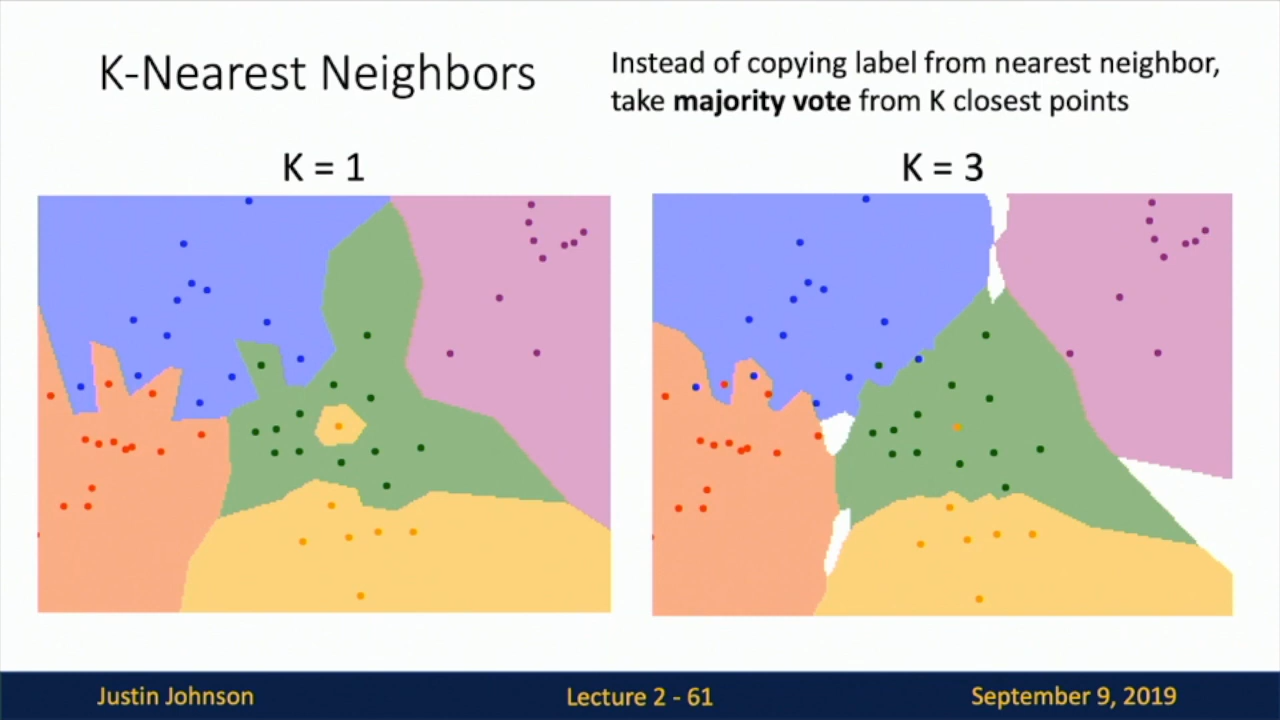 K-Nearest Neighbors
Instead of copying label from nearest neighbor,
take majority vote from K closest points
K = 1
K = 3
Justin Johnson
Lecture 2 - 61
September 9, 2019